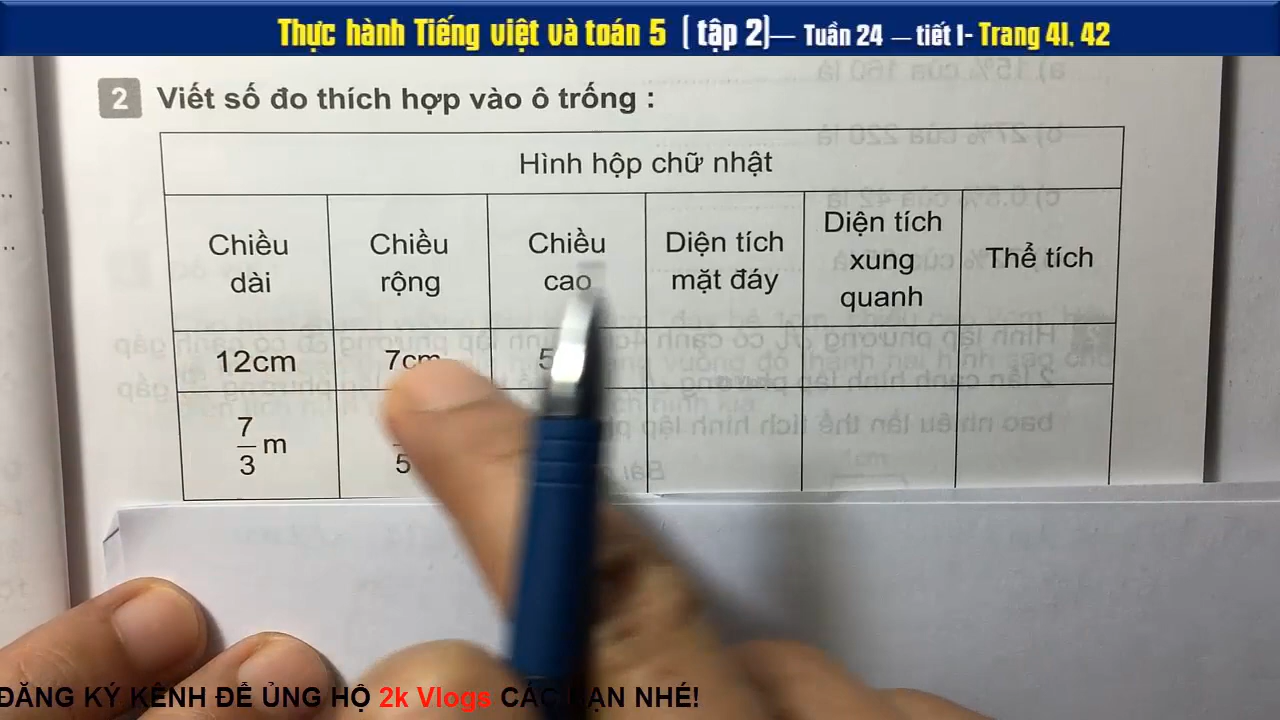 Thực hành Tiếng việt và toán 5 ( tập 2)— Tuần 24 – tiết 1- Trang 41, 42
2 Viết số đo thích hợp vào ô trống :
Hình hộp chữ nhật
Chiều dài
Chiều rộng
Chiều cao
Diện tích mặt đáy
Diện tích xung quanh
Thể tích
12cm
7cm
5
7/3 m
5
ĐĂNG KÝ KÊNH ĐỂ ỦNG HỘ 2k Vlogs CÁC BẠN NHÉ!